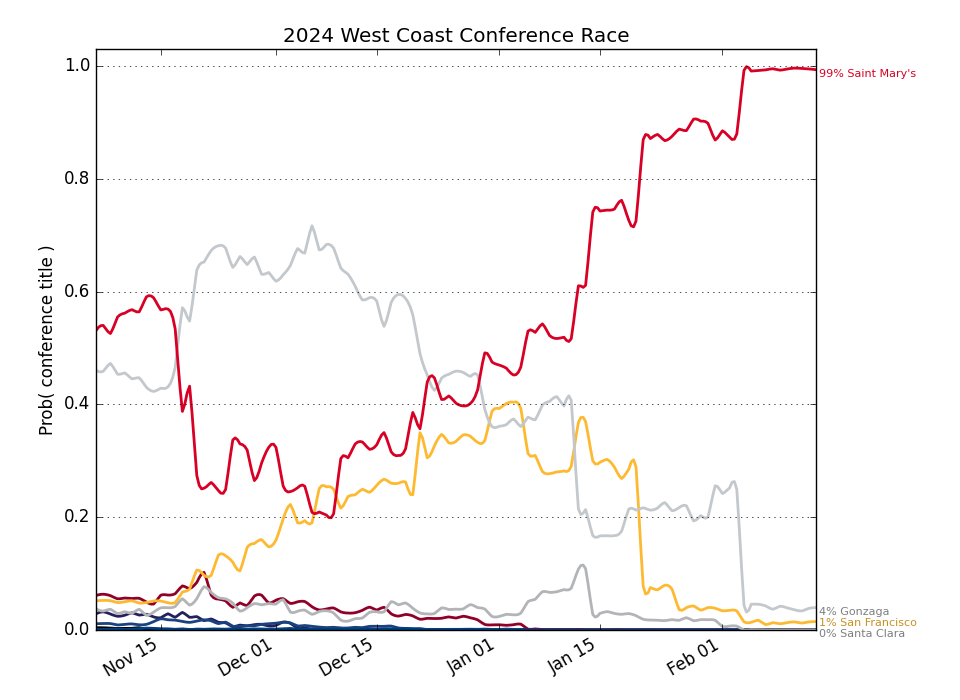 2024 West Coast Conference Race
Prob( conference title )
1.0
0.8
0.6
0.4
0.2
0.0
99% Saint Mary's
4% Gonzaga
1% San Francisco
0% Santa Clara
Nov 15
Dec 01
Dec 15
Jan 01
Jan 15
Feb 01